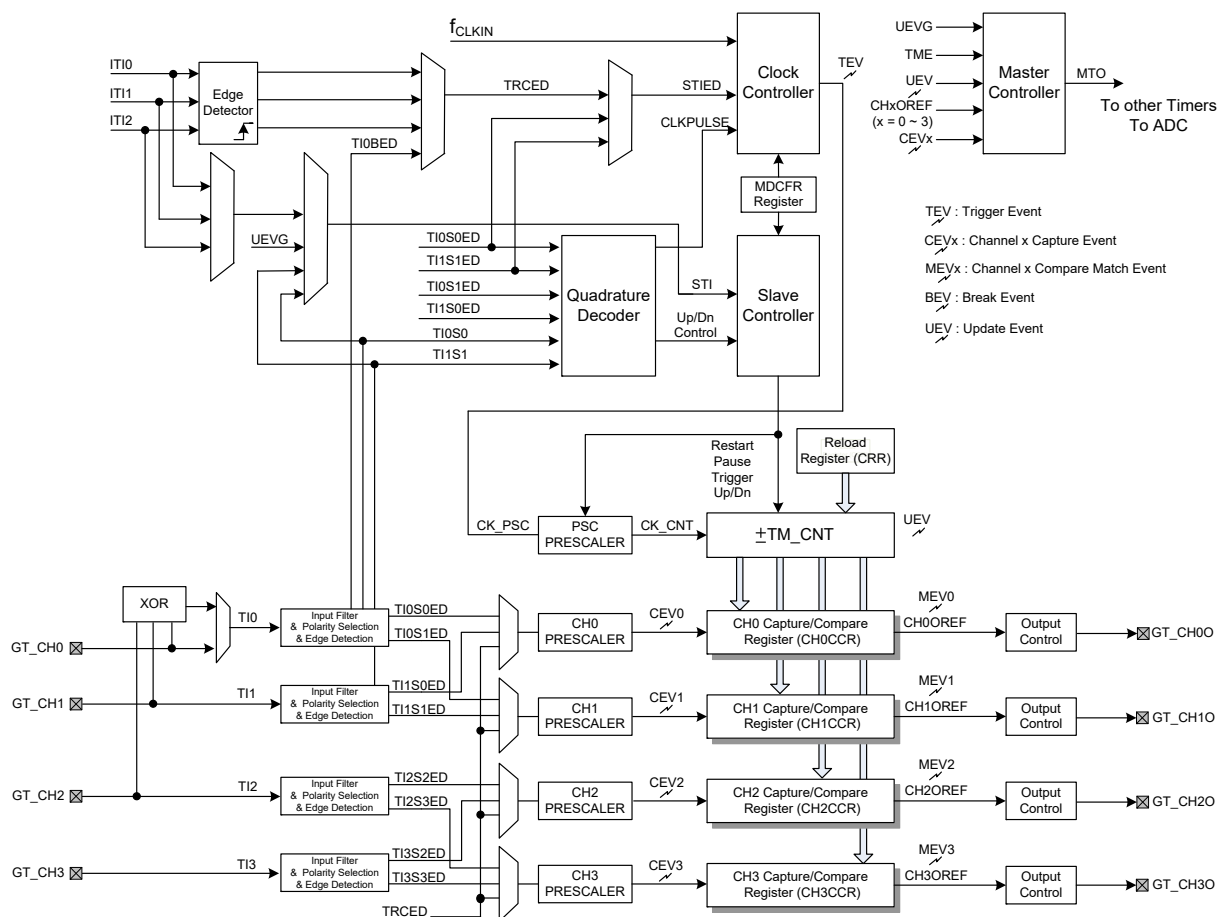 fCLKIN
UEVG
TME
UEV
CHxOREF
(x = 0 ~ 3)
CEVx
Master
Controller
MTO
To other Timers
To ADC
ITI0
ITI1
ITI2
Edge
Detector
TRCED
STIED
TI0BED
CLKPULSE
Clock
Controller
TEV
MDCFR
Register
UEVG
TI0S0ED
TI1S1ED
TI0S1ED
TI1S0ED
TI0S0
TI1S1
Quadrature
Decoder
STI
Up/Dn
Control
Slave
Controller
TEV : Trigger Event
CEVx : Channel x Capture Event
MEVx : Channel x Compare Match Event
BEV : Break Event
UEV : Update Event
Restart
Pause
Trigger
Up/Dn
Reload
Register (CRR)
CK_PSC
PSC
PRESCALER
CK_CNT
±TM_CNT
UEV
XOR
GT_CH0
TI0
Input Filter
& Polarity Selection
& Edge Detection
TI0S0ED
TI0S1ED
CH0
PRESCALER
CEV0
CH0 Capture/Compare
Register (CH0CCR)
MEV0
CH0OREF
Output
Control
GT_CH0O
GT_CH1
TI1
Input Filter
& Polarity Selection
& Edge Detection
TI1S0ED
TI1S1ED
CH1
PRESCALER
CEV1
CH1 Capture/Compare
Register (CH1CCR)
MEV1
CH1OREF
Output
Control
GT_CH1O
GT_CH2
TI2
Input Filter
& Polarity Selection
& Edge Detection
TI2S2ED
TI2S3ED
CH2
PRESCALER
CEV2
CH2 Capture/Compare
Register (CH2CCR)
MEV2
CH2OREF
Output
Control
GT_CH2O
GT_CH3
TI3
Input Filter
& Polarity Selection
& Edge Detection
TI3S2ED
TI3S3ED
TRCED
CH3
PRESCALER
CEV3
CH3 Capture/Compare
Register (CH3CCR)
MEV3
CH3OREF
Output
Control
GT_CH3O